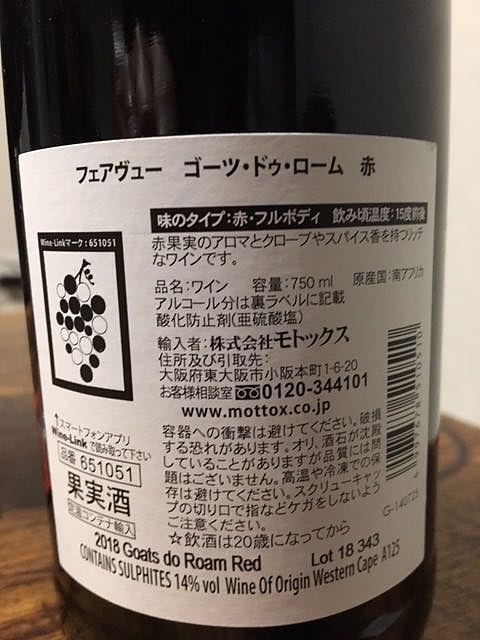 フェアヴュー ゴーツ・ドゥ・ローム 赤
味のタイプ:赤・フルボディ 飲み頃温度:15度前後
Wine-Linkマーク:651051
赤果実のアロマとクローブやスパイス香を持つリッチ
なワインです。
品名:ワイン 容量:750 ml 原産国:南アフリカ
アルコール分は裏ラベルに記載
酸化防止剤(亜硫酸塩)
輸入者:株式会社モトックス
住所及び引取先:
大阪府東大阪市小阪本町1-6-20
お客様相談室 0120-344101
www.mottox.co.jp
↑スマートフォンアプリ
Wine-Linkで読み取って下さい
品番 651051
果実酒
定温コンテナ輸入
容器への衝撃は避けてください。破損
する恐れがあります。オリ、酒石が沈殿
していることがありますが品質には問
題はございません。高温や冷凍での保
存は避けてください。スクリューキャッ
プの切り口で指などケガをしないよう
ご注意ください。
☆飲酒は20歳になってから
G-140725
2018 Goats do Roam Red Lot 18 343
CONTAINS SULPHITES 14% vol Wine Of Origin Western Cape A125